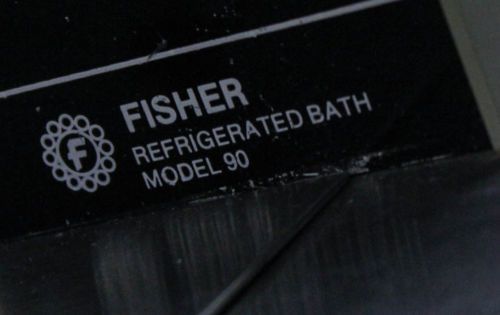 F
FISHER
REFRIGERATED BATH
MODEL 90